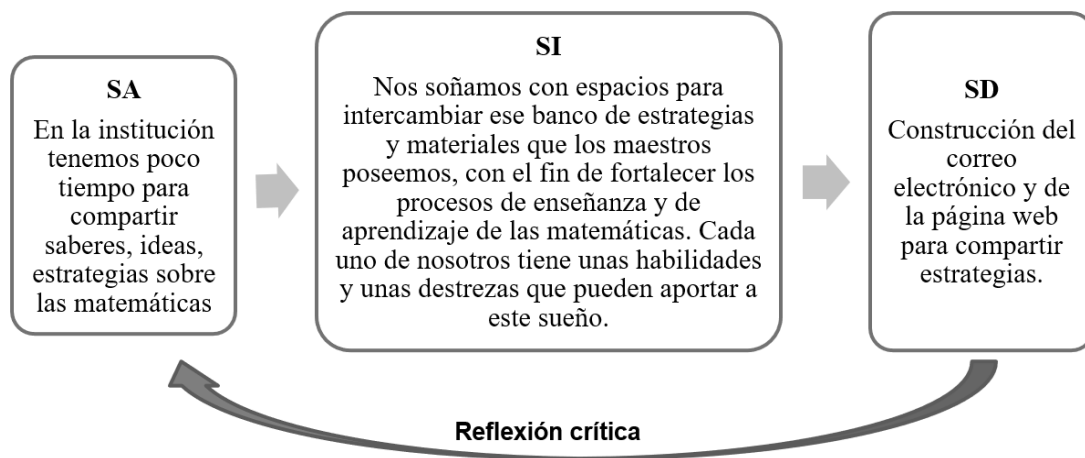 SA
En la institución
tenemos poco
tiempo para
compartir
saberes, ideas,
estrategias sobre
las matemáticas
SI
Nos soñamos con espacios para
intercambiar ese banco de estrategias
y materiales que los maestros
poseemos, con el fin de fortalecer los
procesos de enseñanza y de
aprendizaje de las matemáticas. Cada
uno de nosotros tiene unas habilidades
y unas destrezas que pueden aportar a
este sueño.
SD
Construcción del
correo
electrónico y de
la página web
para compartir
estrategias.
Reflexión crítica